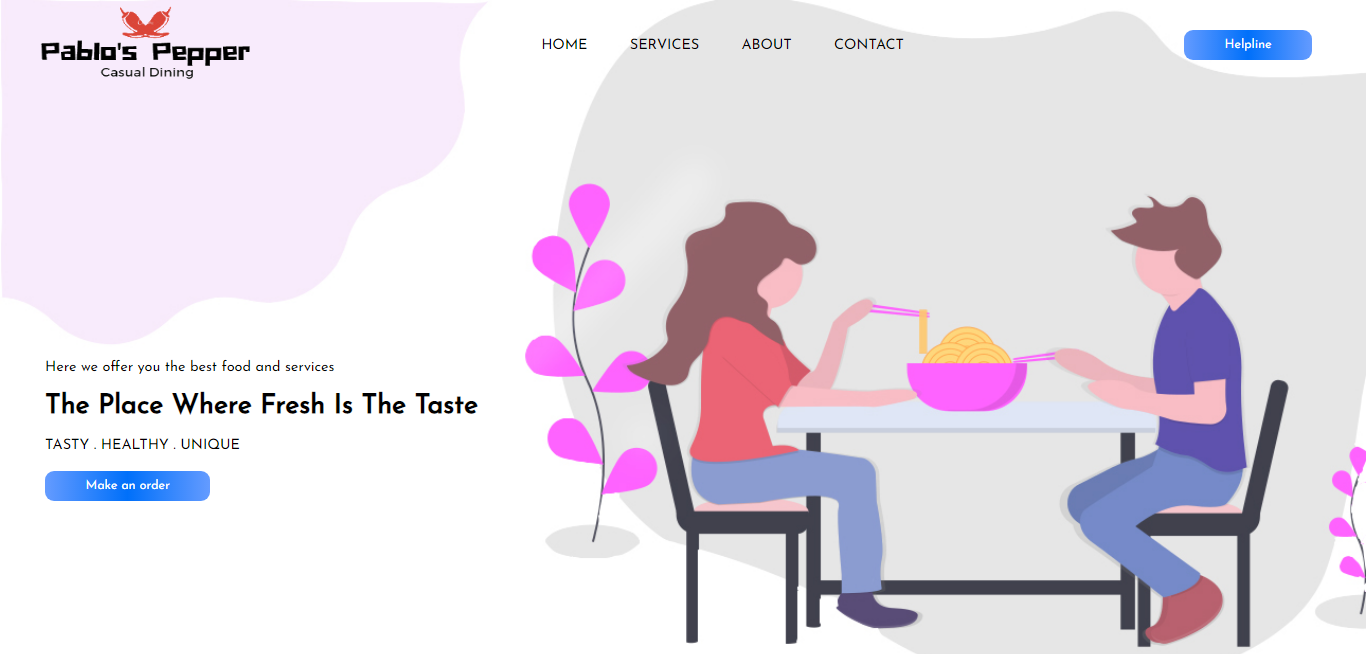 Pablo's Pepper
Casual Dining
HOME SERVICES ABOUT CONTACT
Helpline
Here we offer you the best food and services
The Place Where Fresh Is The Taste
TASTY . HEALTHY . UNIQUE
Make an order